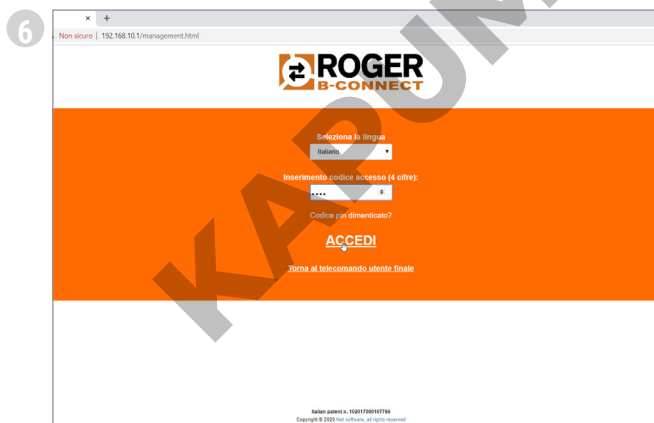 6
× +
Non sicuro | 192.168.10.1/management.html
ROGER
B-CONNECT
Seleziona la lingua
Italiano
Inserimento codice accesso (4 cifre):
••••
Codice pin dimenticato?
ACCEDI
Torna al telecomando utente finale
KAPUM
Italian patent n. 102017000107766
Copyright © 2020 Net software, all rights reserved